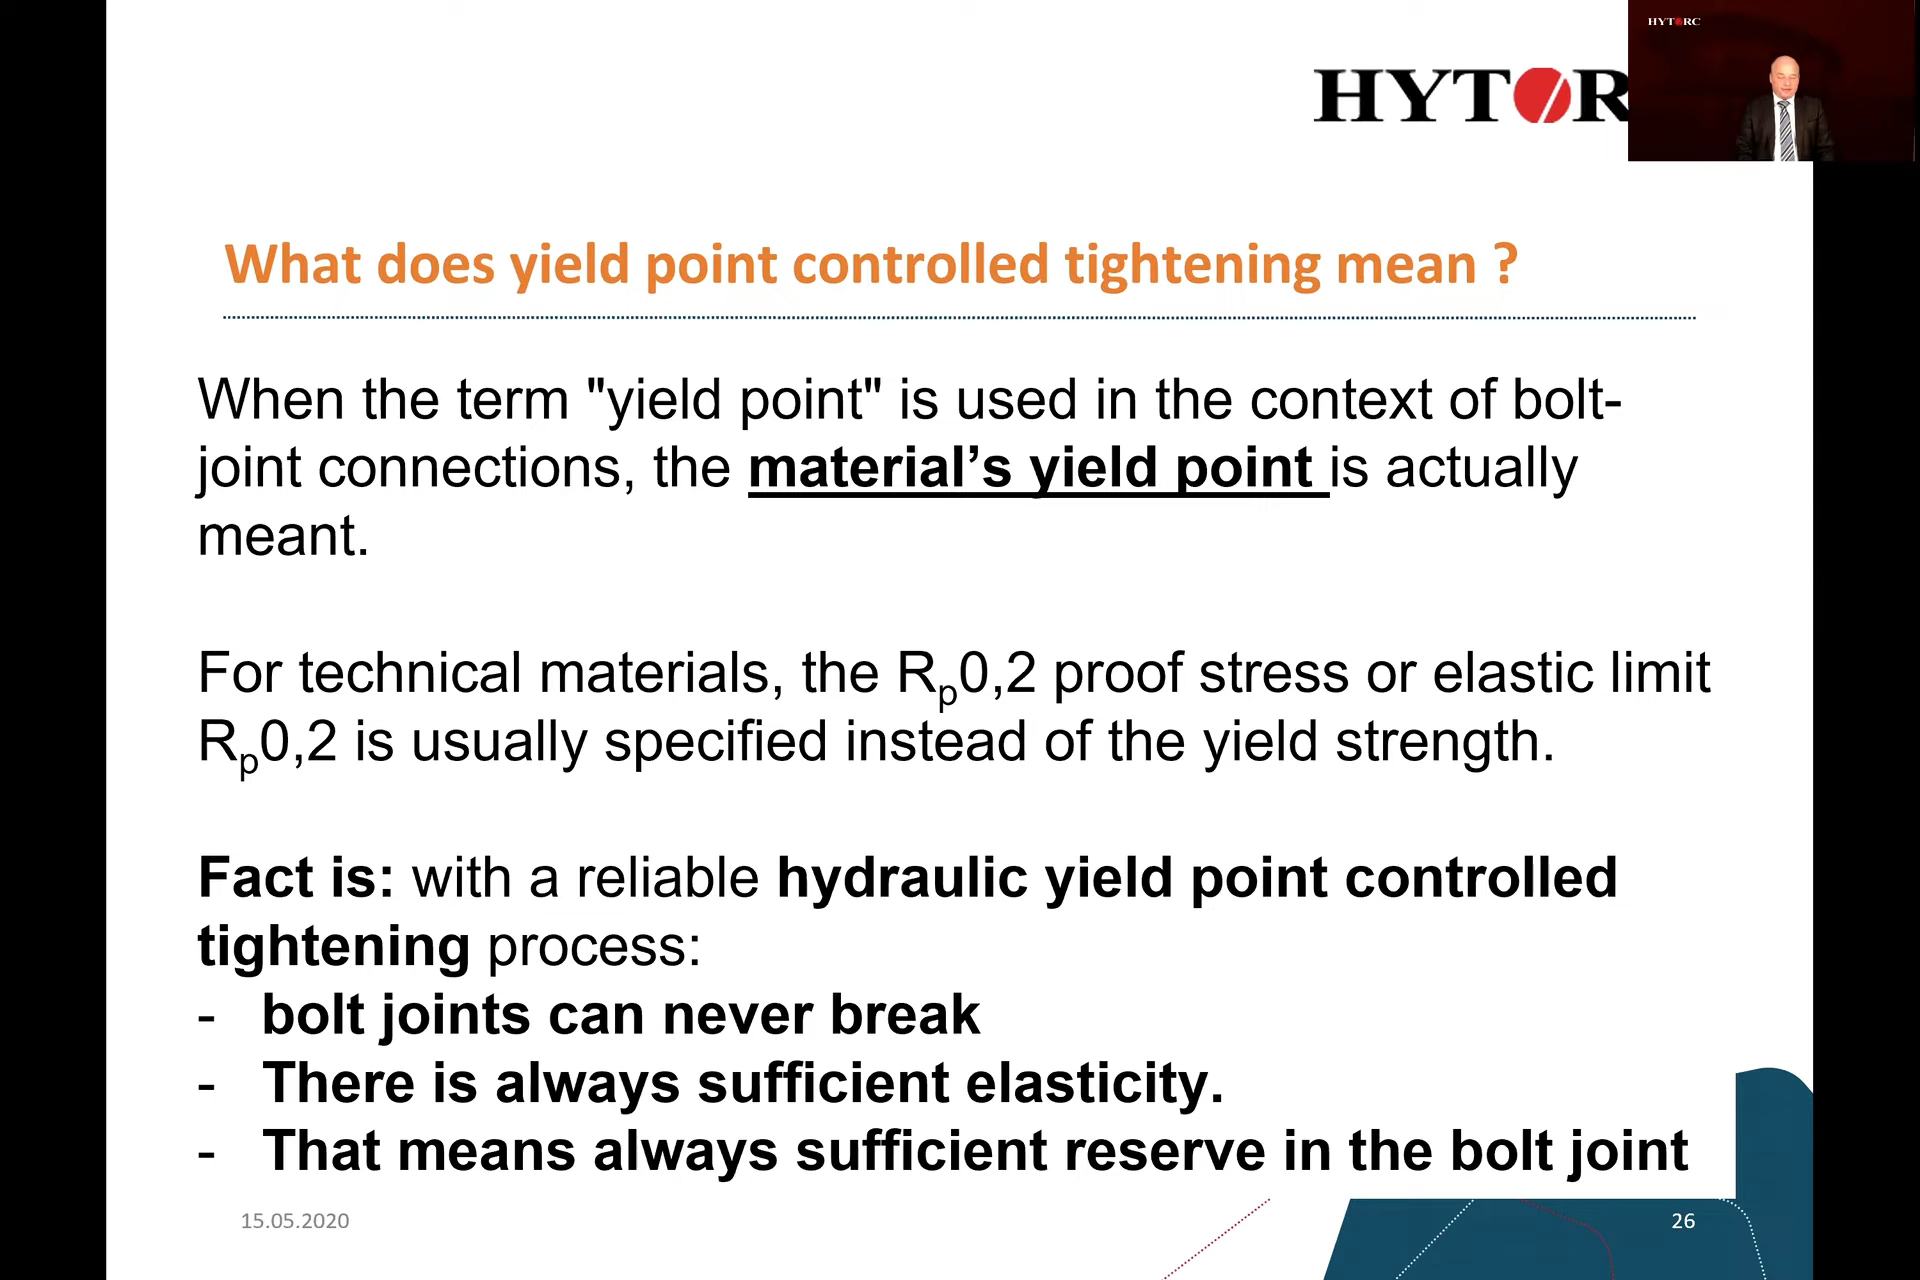 HYTORC
HYTOR
What does yield point controlled tightening mean ?
When the term "yield point" is used in the context of bolt-
joint connections, the material’s yield point is actually
meant.
For technical materials, the Rp0,2 proof stress or elastic limit
Rp0,2 is usually specified instead of the yield strength.
Fact is: with a reliable hydraulic yield point controlled
tightening process:
- bolt joints can never break
- There is always sufficient elasticity.
- That means always sufficient reserve in the bolt joint
15.05.2020
26